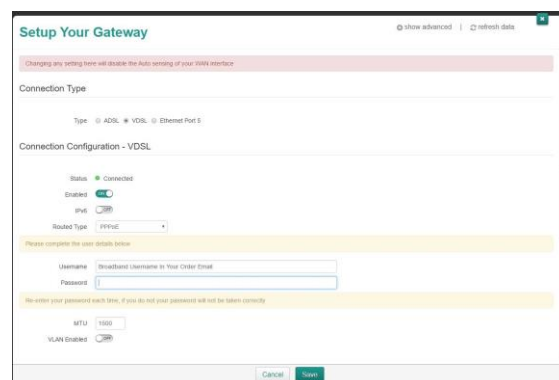 Setup Your Gateway
show advanced | refresh data
Changing any setting here will disable the Auto sensing of your WAN interface
Connection Type
Type ADSL VDSL Ethernet Port 5
Connection Configuration - VDSL
Status Connected
Enabled ON
IPv6 OFF
Routed Type PPPoE
Please complete the user details below
Username Broadband Username in Your Order Email
Password
Re-enter your password each time, if you do not your password will not be taken correctly
MTU 1500
VLAN Enabled OFF
Cancel Save